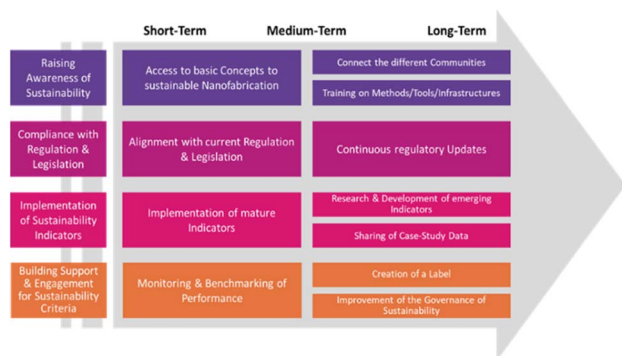 Short-Term Medium-Term Long-Term
Raising
Awareness of
Sustainability
Access to basic Concepts to
sustainable Nanofabrication
Connect the different Communities
Training on Methods/Tools/Infrastructures
Compliance with
Regulation &
Legislation
Alignment with current Regulation
& Legislation
Continuous regulatory Updates
Implementation
of Sustainability
Indicators
Implementation of mature
Indicators
Research & Development of emerging
Indicators
Sharing of Case-Study Data
Building Support
& Engagement
for Sustainability
Criteria
Monitoring & Benchmarking of
Performance
Creation of a Label
Improvement of the Governance of
Sustainability